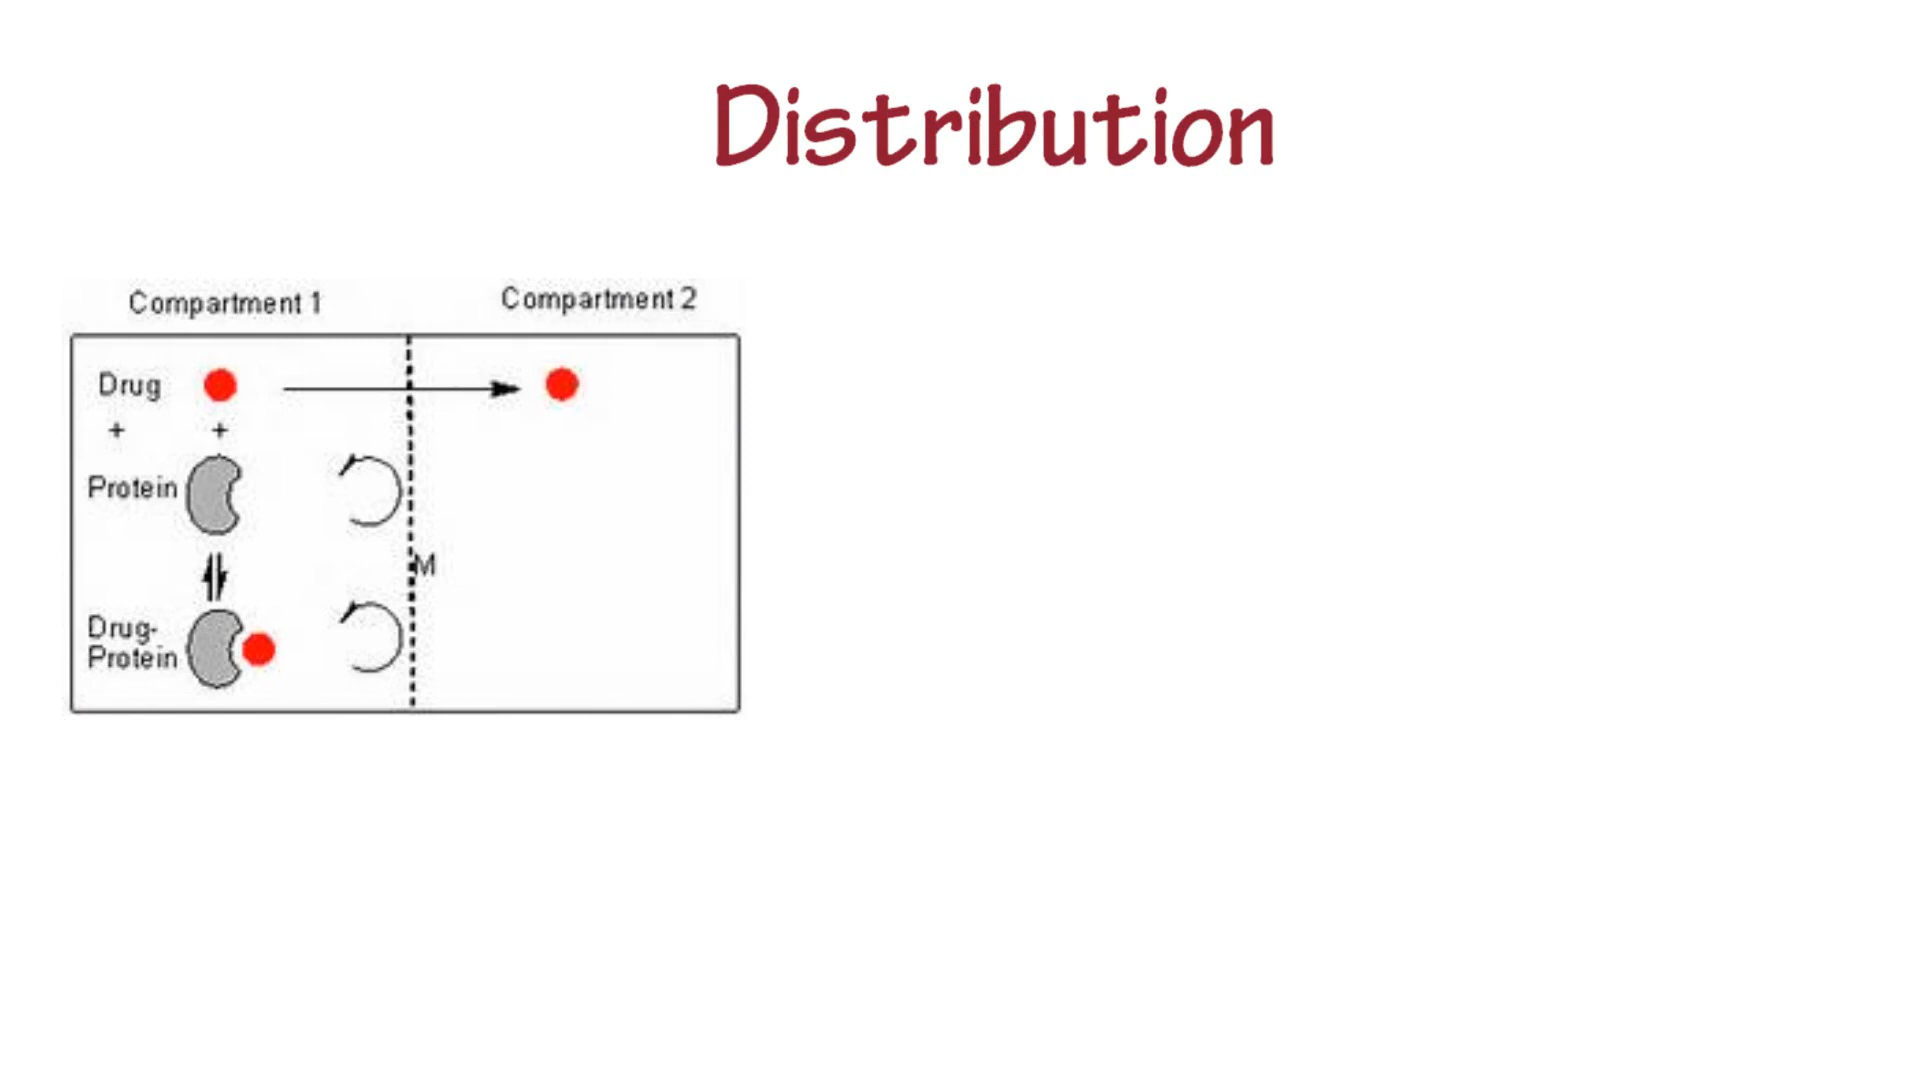 Distribution
Compartment 1
Compartment 2
Drug
+ +
Protein
M
Drug-
Protein